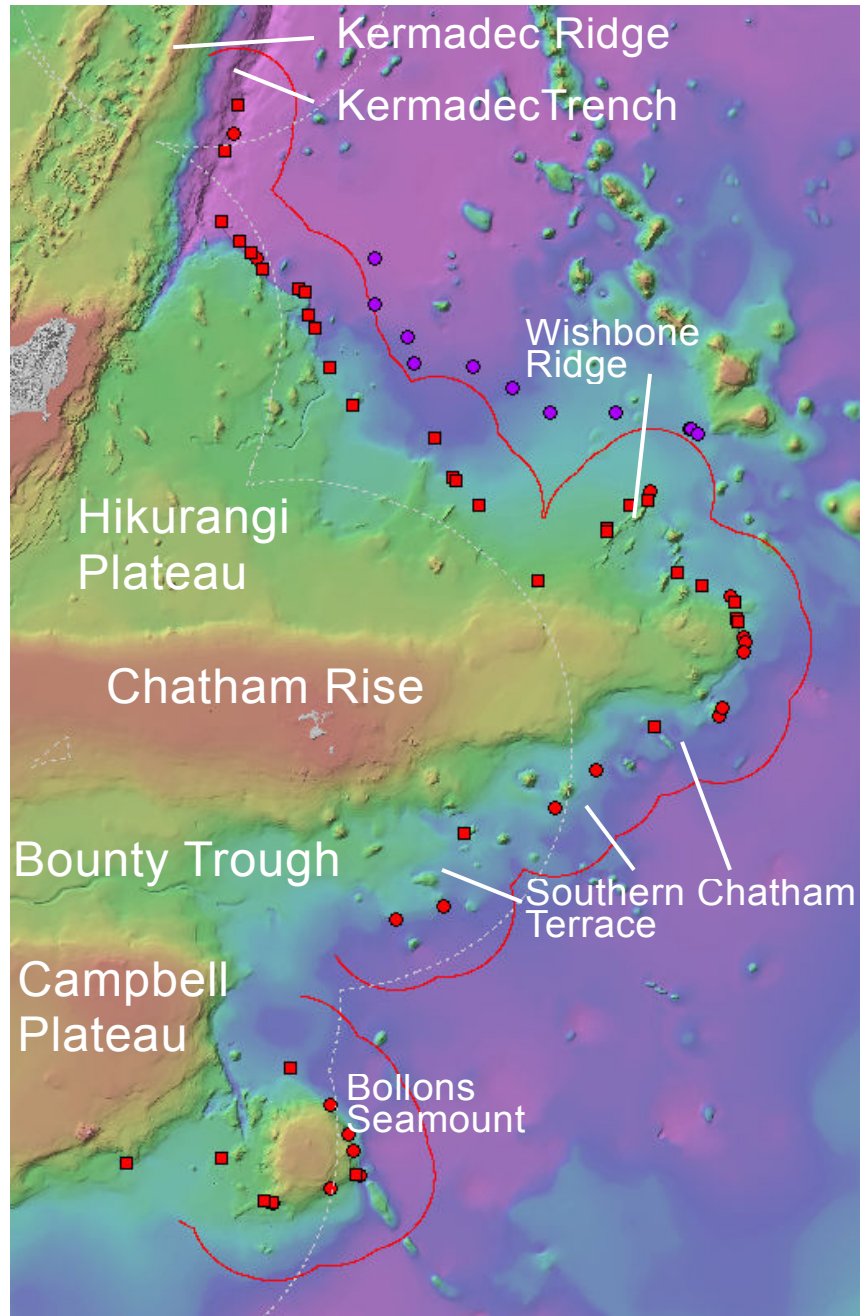 Kermadec Ridge
KermadecTrench
Wishbone
Ridge
Hikurangi
Plateau
Chatham Rise
Bounty Trough
Southern Chatham
Terrace
Campbell
Plateau
Bollons
Seamount